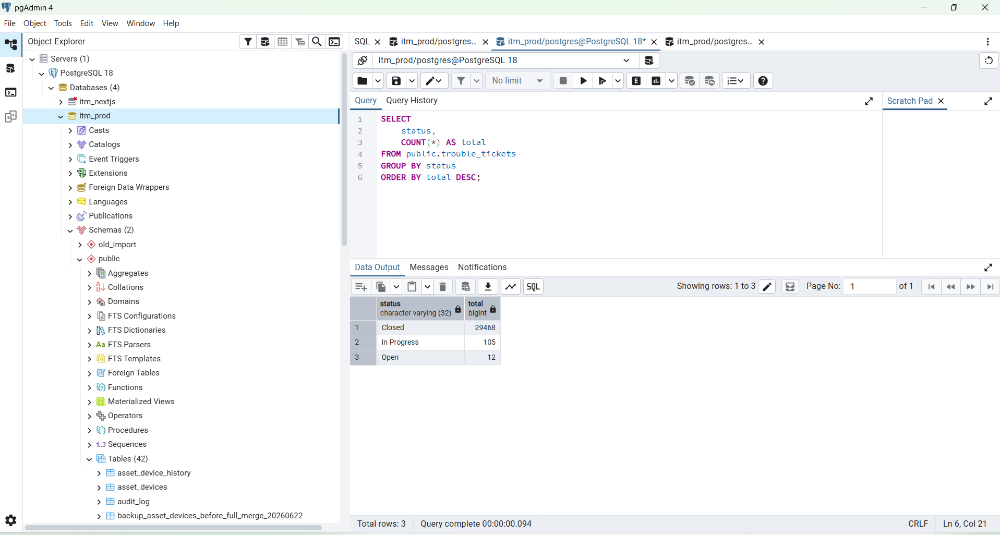 pgAdmin 4
File Object Tools Edit View Window Help
Object Explorer
Servers (1)
PostgreSQL 18
Databases (4)
itm_nextjs
itm_prod
Casts
Catalogs
Event Triggers
Extensions
Foreign Data Wrappers
Languages
Publications
Schemas (2)
old_import
public
Aggregates
Collations
Domains
FTS Configurations
FTS Dictionaries
Aa FTS Parsers
FTS Templates
Foreign Tables
Functions
Materialized Views
Operators
Procedures
1..3 Sequences
Tables (42)
asset_device_history
asset_devices
audit_log
backup_asset_devices_before_full_merge_20260622
SQL itm_prod/postgres... itm_prod/postgres@PostgreSQL 18* itm_prod/postgres...
itm_prod/postgres@PostgreSQL 18
No limit E
Query Query History
Scratch Pad
1 SELECT
2 status,
3 COUNT(*) AS total
4 FROM public.trouble_tickets
5 GROUP BY status
6 ORDER BY total DESC;
Data Output Messages Notifications
SQL Showing rows: 1 to 3 Page No: 1 of 1
status total
character varying (32) bigint
1 Closed 29468
2 In Progress 105
3 Open 12
Total rows: 3 Query complete 00:00:00.094 CRLF Ln 6, Col 21